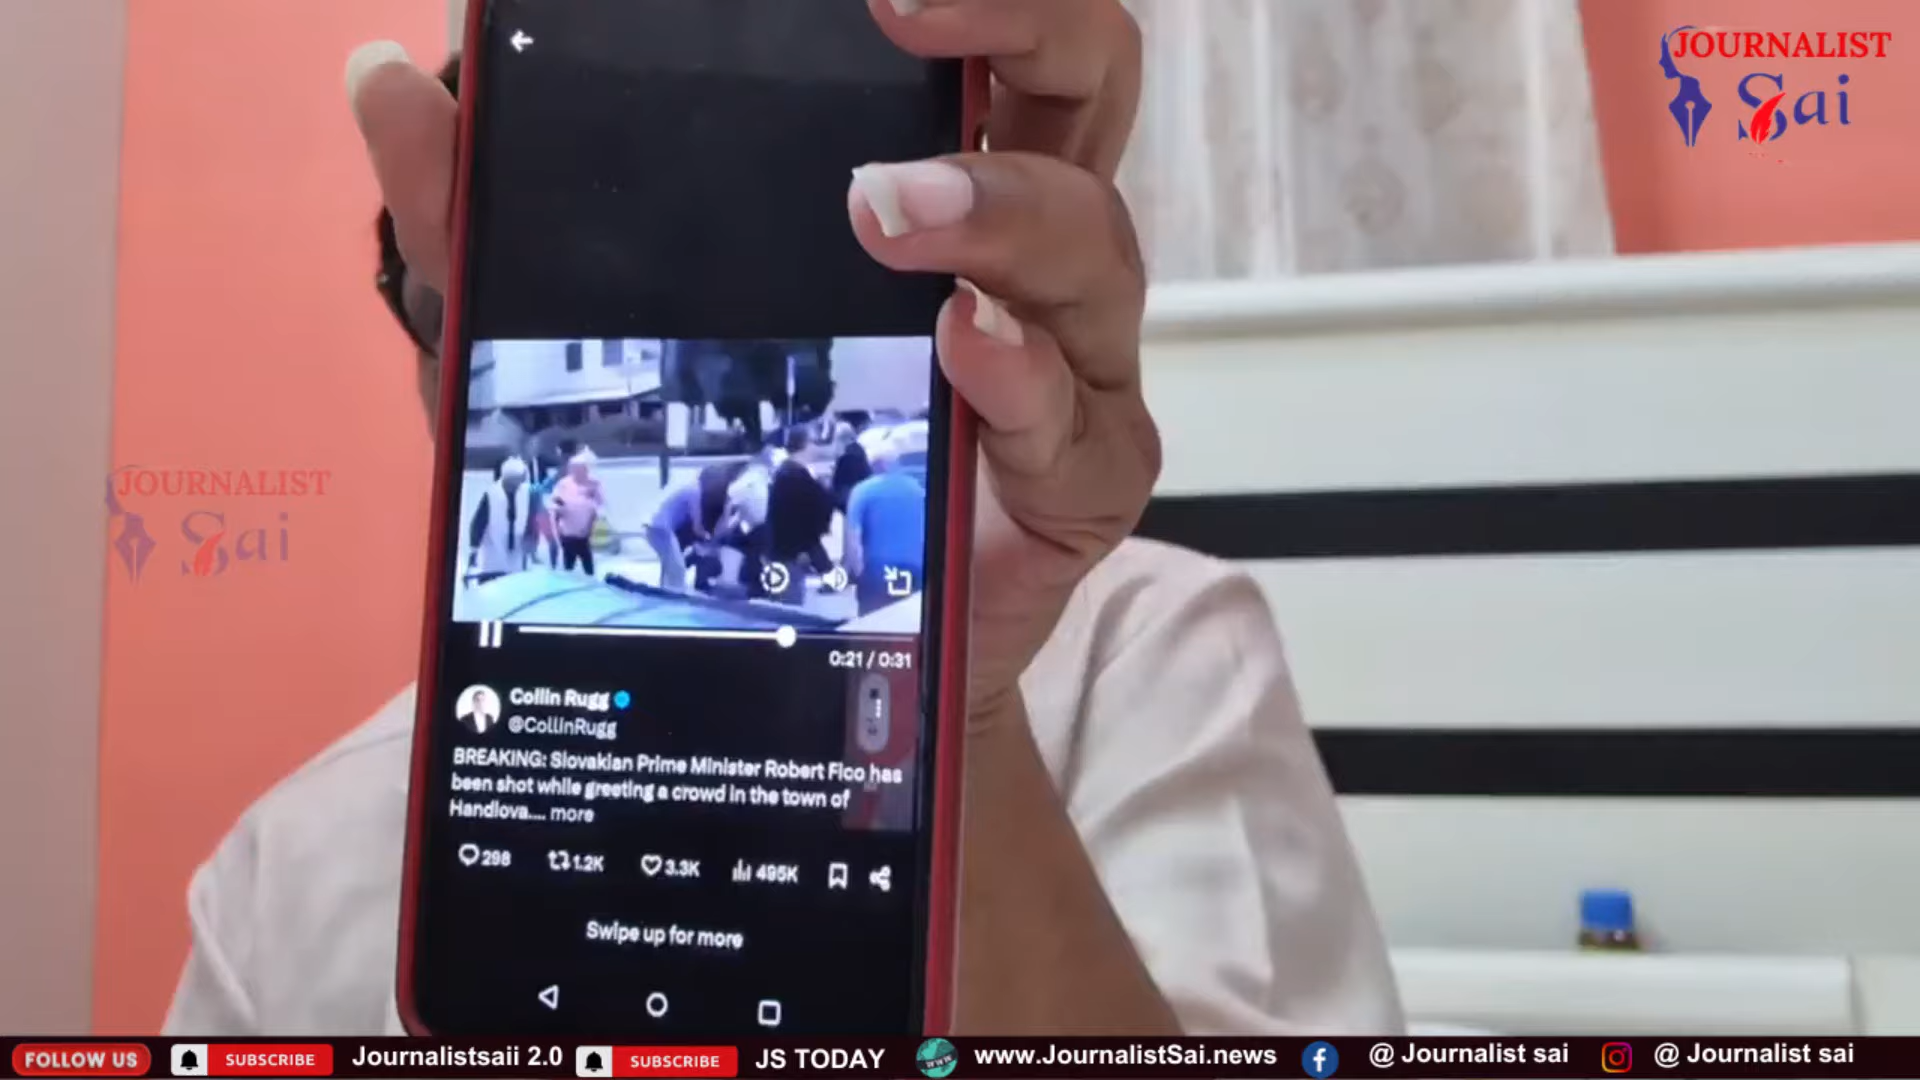 JOURNALIST
Sai
JOURNALIST
Sai
0:21 / 0:31
Collin Rugg
@CollinRugg
BREAKING: Slovakian Prime Minister Robert Fico has
been shot while greeting a crowd in the town of
Handlova.... more
298 1.2K 3.3K 495K
Swipe up for more
FOLLOW US SUBSCRIBE Journalistsaii 2.0 SUBSCRIBE JS TODAY www.JournalistSai.news @ Journalist sai @ Journalist sai